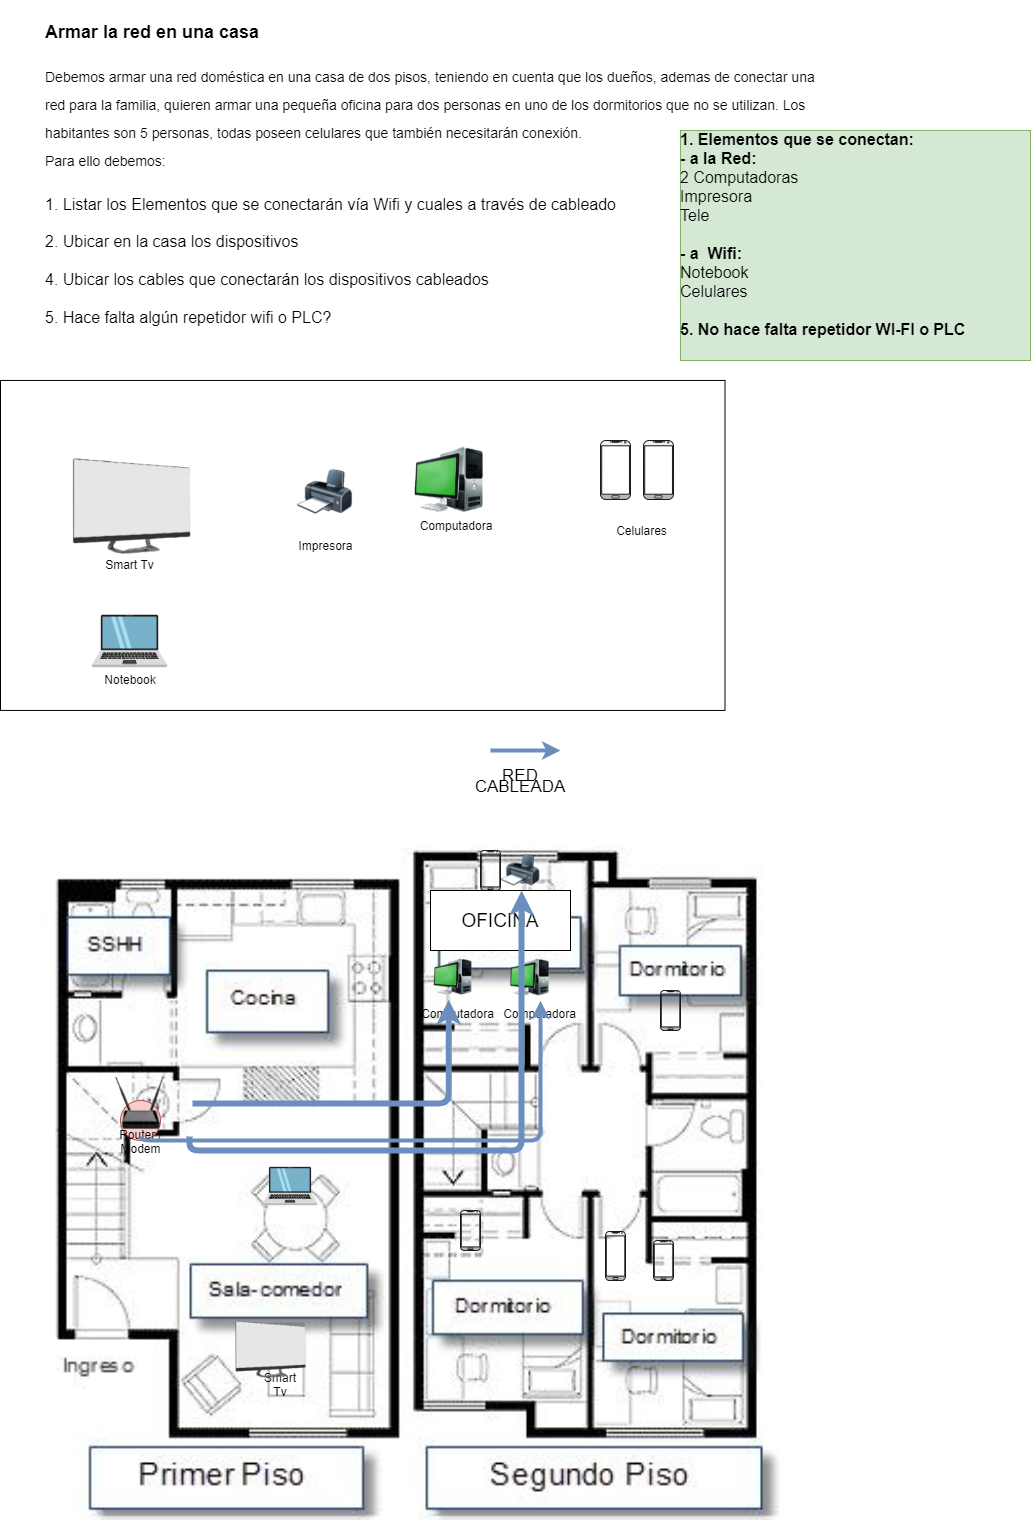 Armar la red en una casa
Debemos armar una red doméstica en una casa de dos pisos, teniendo en cuenta que los dueños, ademas de conectar una
red para la familia, quieren armar una pequeña oficina para dos personas en uno de los dormitorios que no se utilizan. Los
habitantes son 5 personas, todas poseen celulares que también necesitarán conexión.
Para ello debemos:
1. Listar los Elementos que se conectarán vía Wifi y cuales a través de cableado
2. Ubicar en la casa los dispositivos
4. Ubicar los cables que conectarán los dispositivos cableados
5. Hace falta algún repetidor wifi o PLC?
1. Elementos que se conectan:
- a la Red:
2 Computadoras
Impresora
Tele
- a  Wifi:
Notebook
Celulares
5. No hace falta repetidor WI-FI o PLC
Smart Tv
Impresora
Computadora
Celulares
Notebook
RED
CABLEADA
SSHH
Cocina
Router /
Modem
Sala-comedor
Smart
Tv
Ingreso
Primer Piso
OFICINA
Computadora
Computadora
Dormitorio
Dormitorio
Dormitorio
Segundo Piso